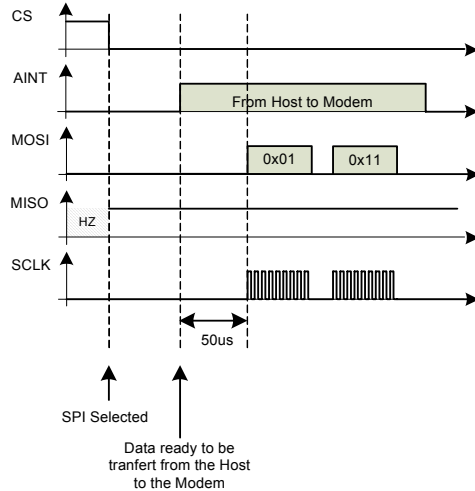 CS
AINT
From Host to Modem
MOSI
0x01
0x11
MISO
HZ
SCLK
50us
SPI Selected
Data ready to be
tranfert from the Host
to the Modem